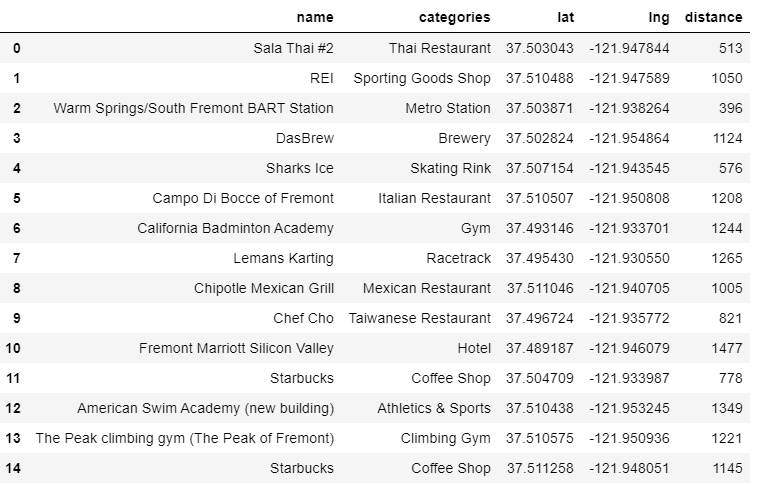 name categories lat lng distance
0 Sala Thai #2 Thai Restaurant 37.503043 -121.947844 513
1 REI Sporting Goods Shop 37.510488 -121.947589 1050
2 Warm Springs/South Fremont BART Station Metro Station 37.503871 -121.938264 396
3 DasBrew Brewery 37.502824 -121.954864 1124
4 Sharks Ice Skating Rink 37.507154 -121.943545 576
5 Campo Di Bocce of Fremont Italian Restaurant 37.510507 -121.950808 1208
6 California Badminton Academy Gym 37.493146 -121.933701 1244
7 Lemans Karting Racetrack 37.495430 -121.930550 1265
8 Chipotle Mexican Grill Mexican Restaurant 37.511046 -121.940705 1005
9 Chef Cho Taiwanese Restaurant 37.496724 -121.935772 821
10 Fremont Marriott Silicon Valley Hotel 37.489187 -121.946079 1477
11 Starbucks Coffee Shop 37.504709 -121.933987 778
12 American Swim Academy (new building) Athletics & Sports 37.510438 -121.953245 1349
13 The Peak climbing gym (The Peak of Fremont) Climbing Gym 37.510575 -121.950936 1221
14 Starbucks Coffee Shop 37.511258 -121.948051 1145